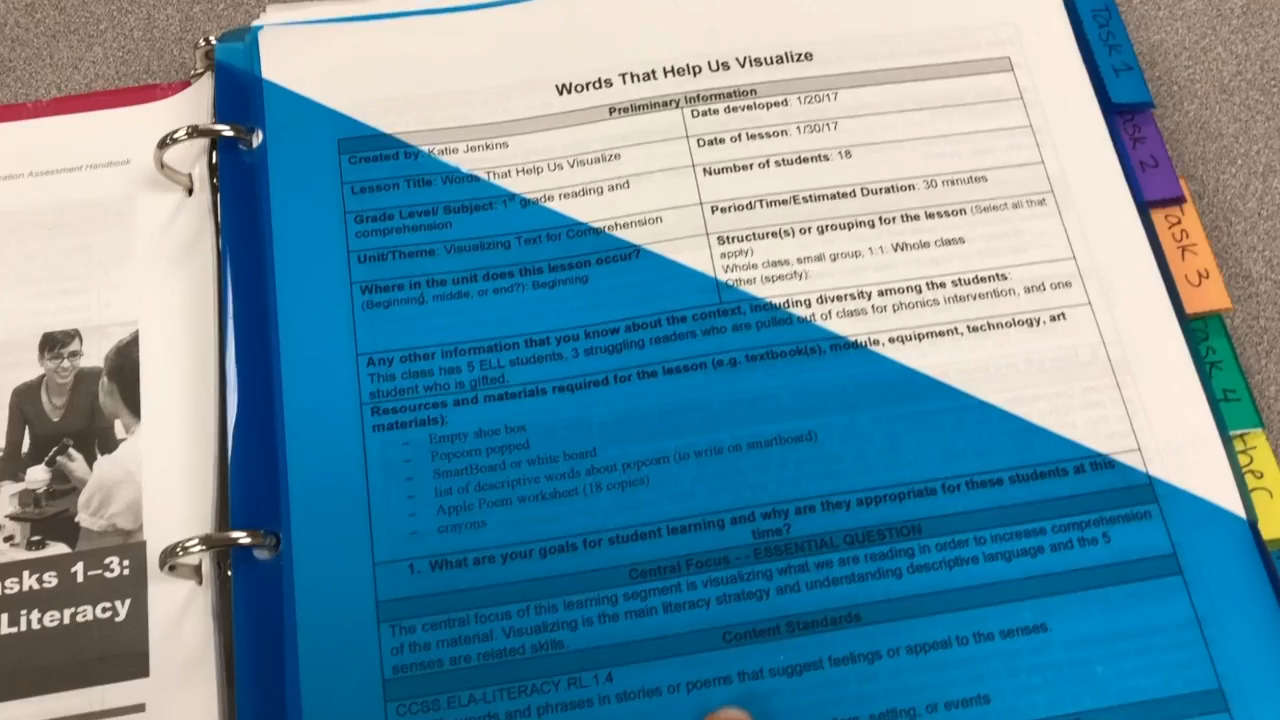 cation Assessment Handbook
asks 1–3:
Literacy
Words That Help Us Visualize
Preliminary Information
Created by: Katie Jenkins
Date developed: 1/20/17
Lesson Title: Words That Help Us Visualize
Date of lesson: 1/30/17
Grade Level/ Subject: 1st grade reading and
comprehension
Number of students: 18
Unit/Theme: Visualizing Text for Comprehension
Period/Time/Estimated Duration: 30 minutes
Where in the unit does this lesson occur?
(Beginning, middle, or end?): Beginning
Structure(s) or grouping for the lesson (Select all that
apply)
Whole class, small group, 1:1: Whole class
Other (specify):
Any other information that you know about the context, including diversity among the students:
This class has 5 ELL students, 3 struggling readers who are pulled out of class for phonics intervention, and one
student who is gifted.
Resources and materials required for the lesson (e.g. textbook(s), module, equipment, technology, art
materials):
– Empty shoe box
– Popcorn popped
– SmartBoard or white board
– list of descriptive words about popcorn (to write on smartboard)
– Apple Poem worksheet (18 copies)
– crayons
1. What are your goals for student learning and why are they appropriate for these students at this
time?
Central Focus - - ESSENTIAL QUESTION
The central focus of this learning segment is visualizing what we are reading in order to increase comprehension
of the material. Visualizing is the main literacy strategy and understanding descriptive language and the 5
senses are related skills.
Content Standards
CCSS.ELA-LITERACY.RL.1.4
words and phrases in stories or poems that suggest feelings or appeal to the senses.
setting, or events
Task 1
ask 2
Task 3
ask 4
ther